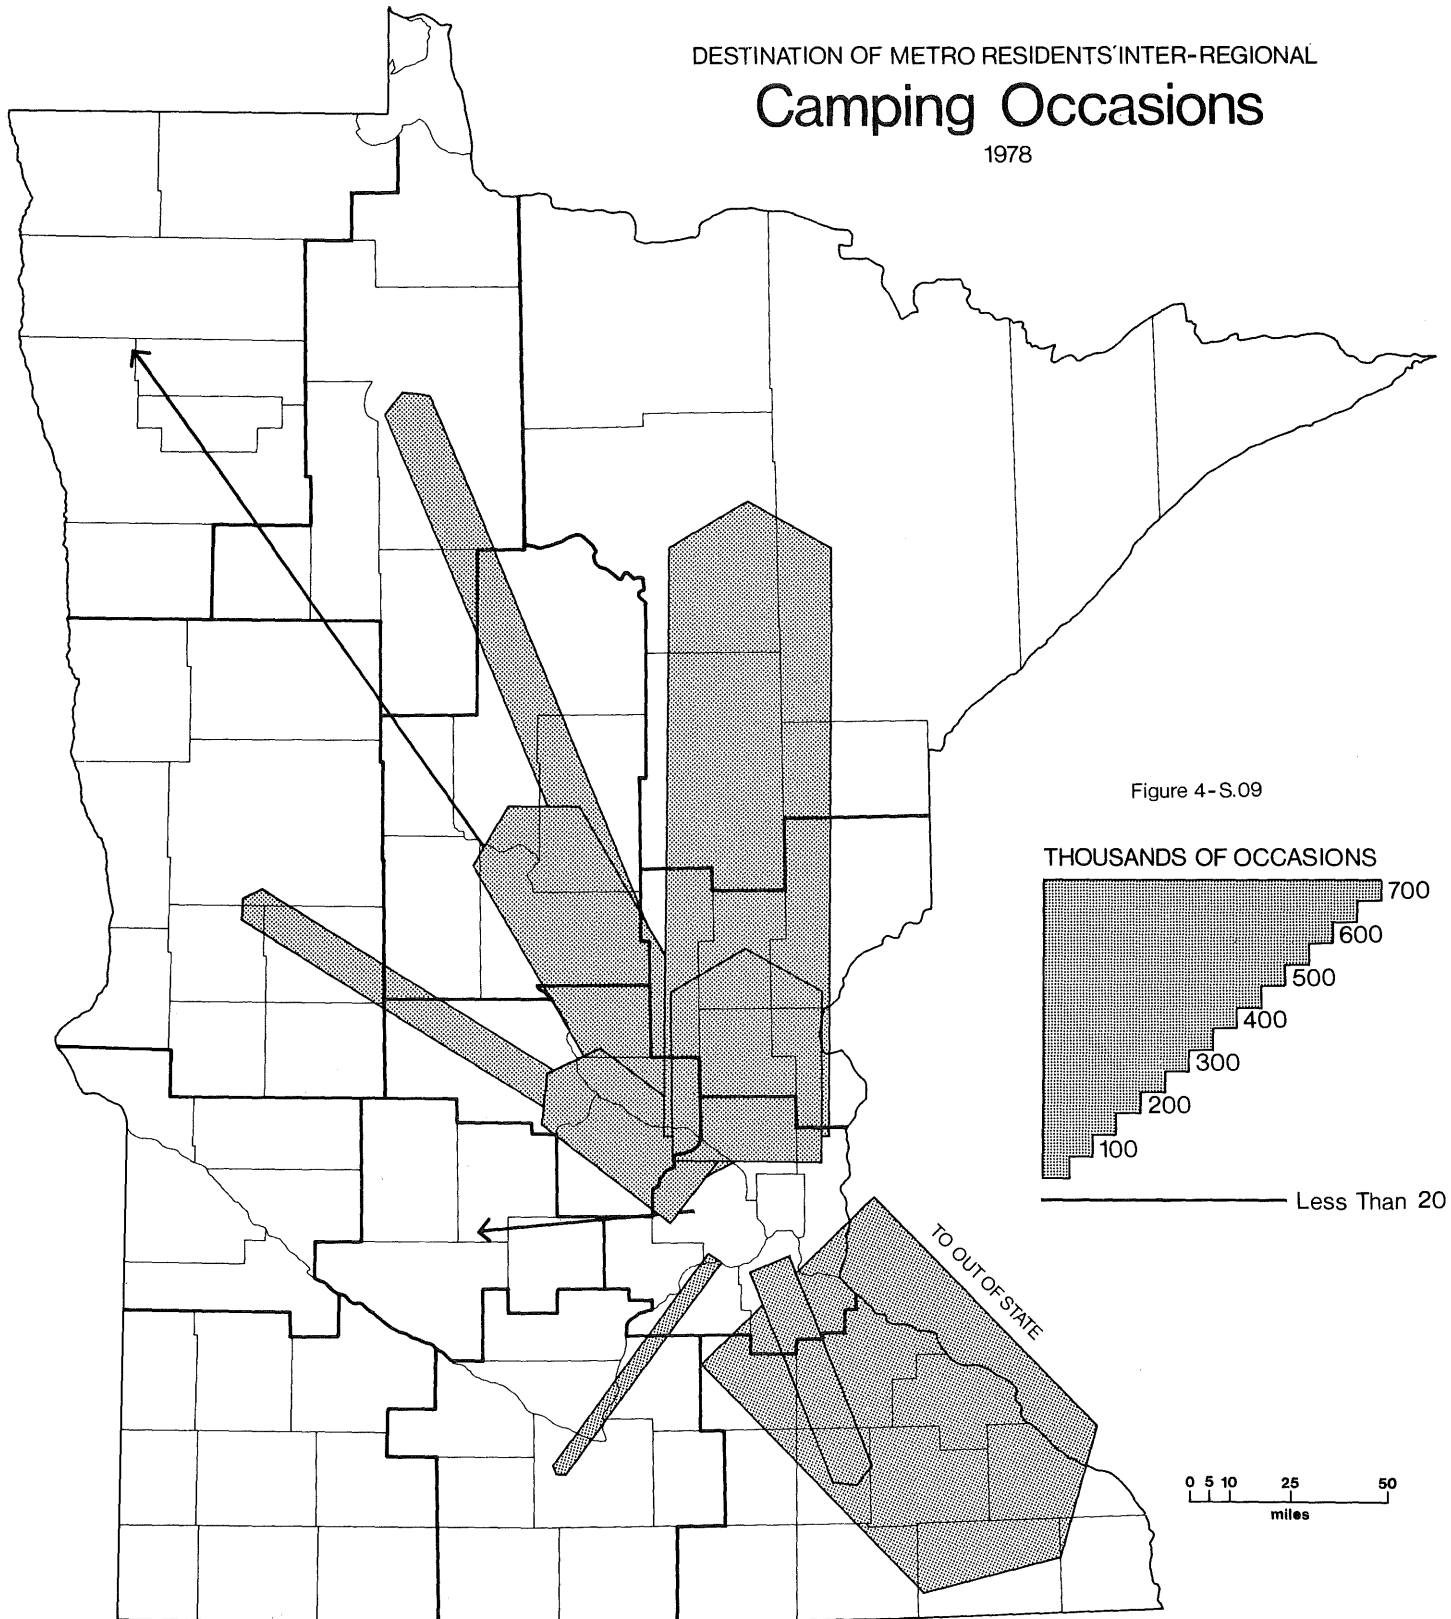 DESTINATION OF METRO RESIDENTS' INTER-REGIONAL
Camping Occasions
1978
Figure 4-S.09
THOUSANDS OF OCCASIONS
700
600
500
400
300
200
100
Less Than 20
TO OUT OF STATE
0 5 10 25 50
miles